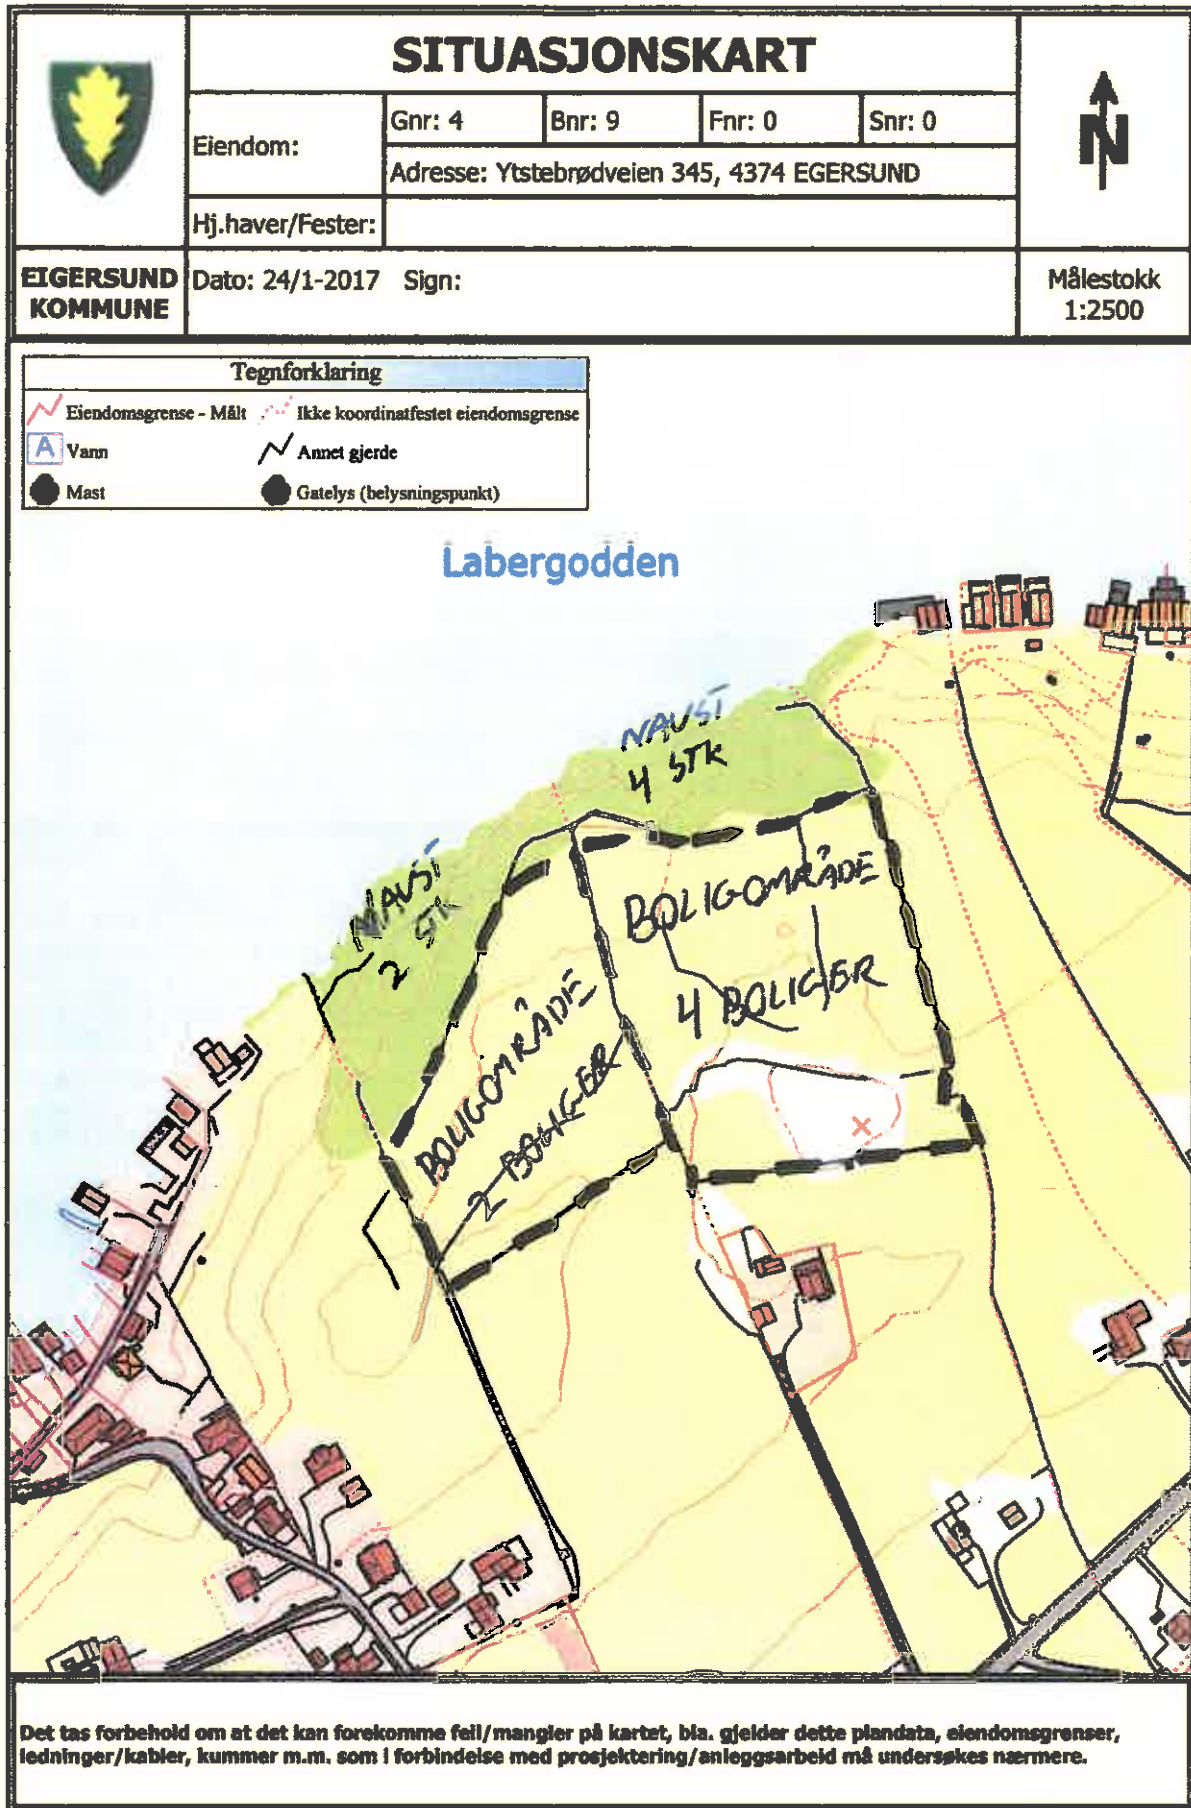 SITUASJONSKART
Eiendom:
Gnr: 4
Bnr: 9
Fnr: 0
Snr: 0
Adresse: Ytstebrødveien 345, 4374 EGERSUND
Hj.haver/Fester:
N
EIGERSUND
KOMMUNE
Dato: 24/1-2017 Sign:
Målestokk
1:2500
Tegnforklaring
Eiendomsgrense - Målt
Ikke koordinatfestet eiendomsgrense
A Vann
Annet gjerde
Mast
Gatelys (belysningspunkt)
Labergodden
NAUST
4 STK
NAUST
2 STK
BOLIGOMRÅDE
4 BOLIGER
BOLIGOMRÅDE
2 BOLIGER
Det tas forbehold om at det kan forekomme feil/mangler på kartet, bla. gjelder dette plandata, eiendomsgrenser,
ledninger/kabler, kummer m.m. som i forbindelse med prosjektering/anleggsarbeid må undersøkes nærmere.